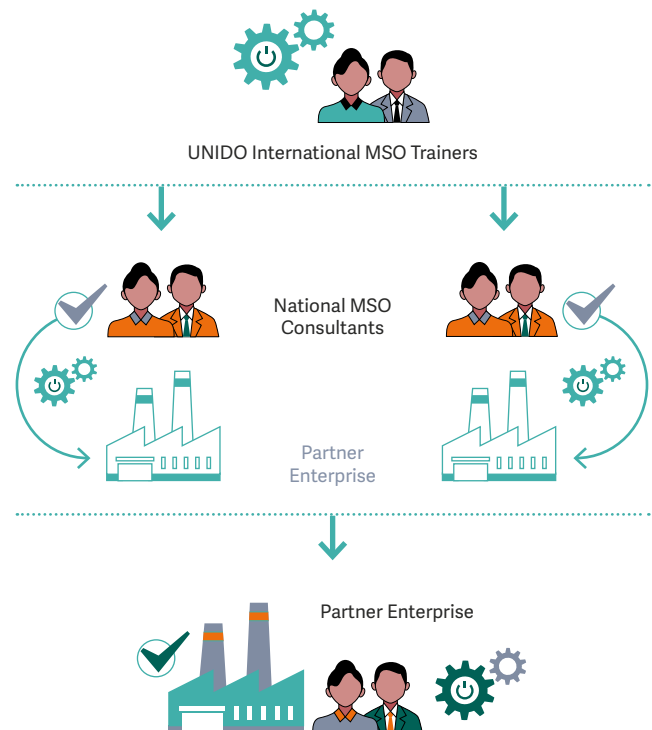 UNIDO International MSO Trainers
National MSO
Consultants
Partner
Enterprise
Partner Enterprise